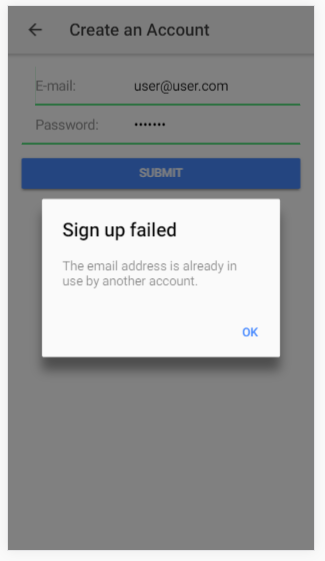 Create an Account
E-mail: user@user.com
Password: •••••••
SUBMIT
Sign up failed
The email address is already in
use by another account.
OK